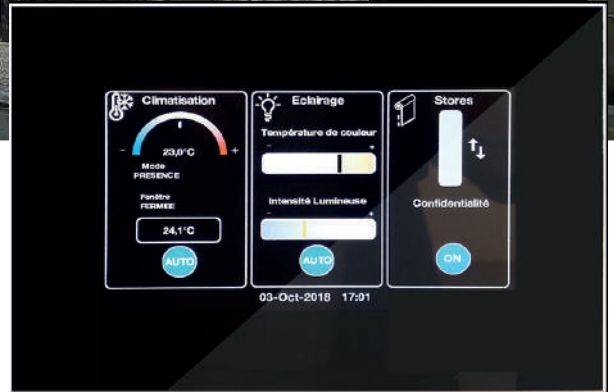 Climatisation
-
23,0°C
+
Mode
PRESENCE
Fenêtre
FERMEE
24,1°C
AUTO
Eclairage
Température de couleur
- +
Intensité Lumineuse
- +
AUTO
Stores
Confidentialité
ON
03-Oct-2018 17:01